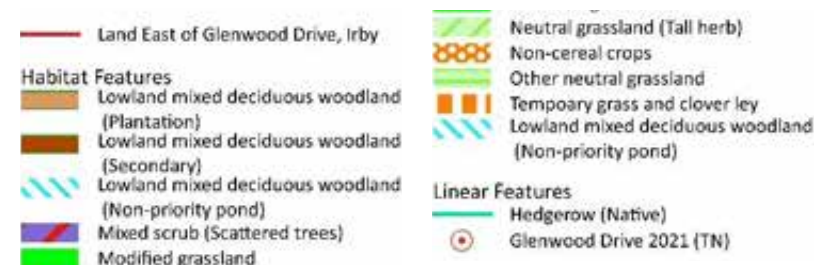 Land East of Glenwood Drive, Irby
Habitat Features
Lowland mixed deciduous woodland
(Plantation)
Lowland mixed deciduous woodland
(Secondary)
Lowland mixed deciduous woodland
(Non-priority pond)
Mixed scrub (Scattered trees)
Modified grassland
Neutral grassland (Tall herb)
Non-cereal crops
Other neutral grassland
Tempoary grass and clover ley
Lowland mixed deciduous woodland
(Non-priority pond)
Linear Features
Hedgerow (Native)
Glenwood Drive 2021 (TN)